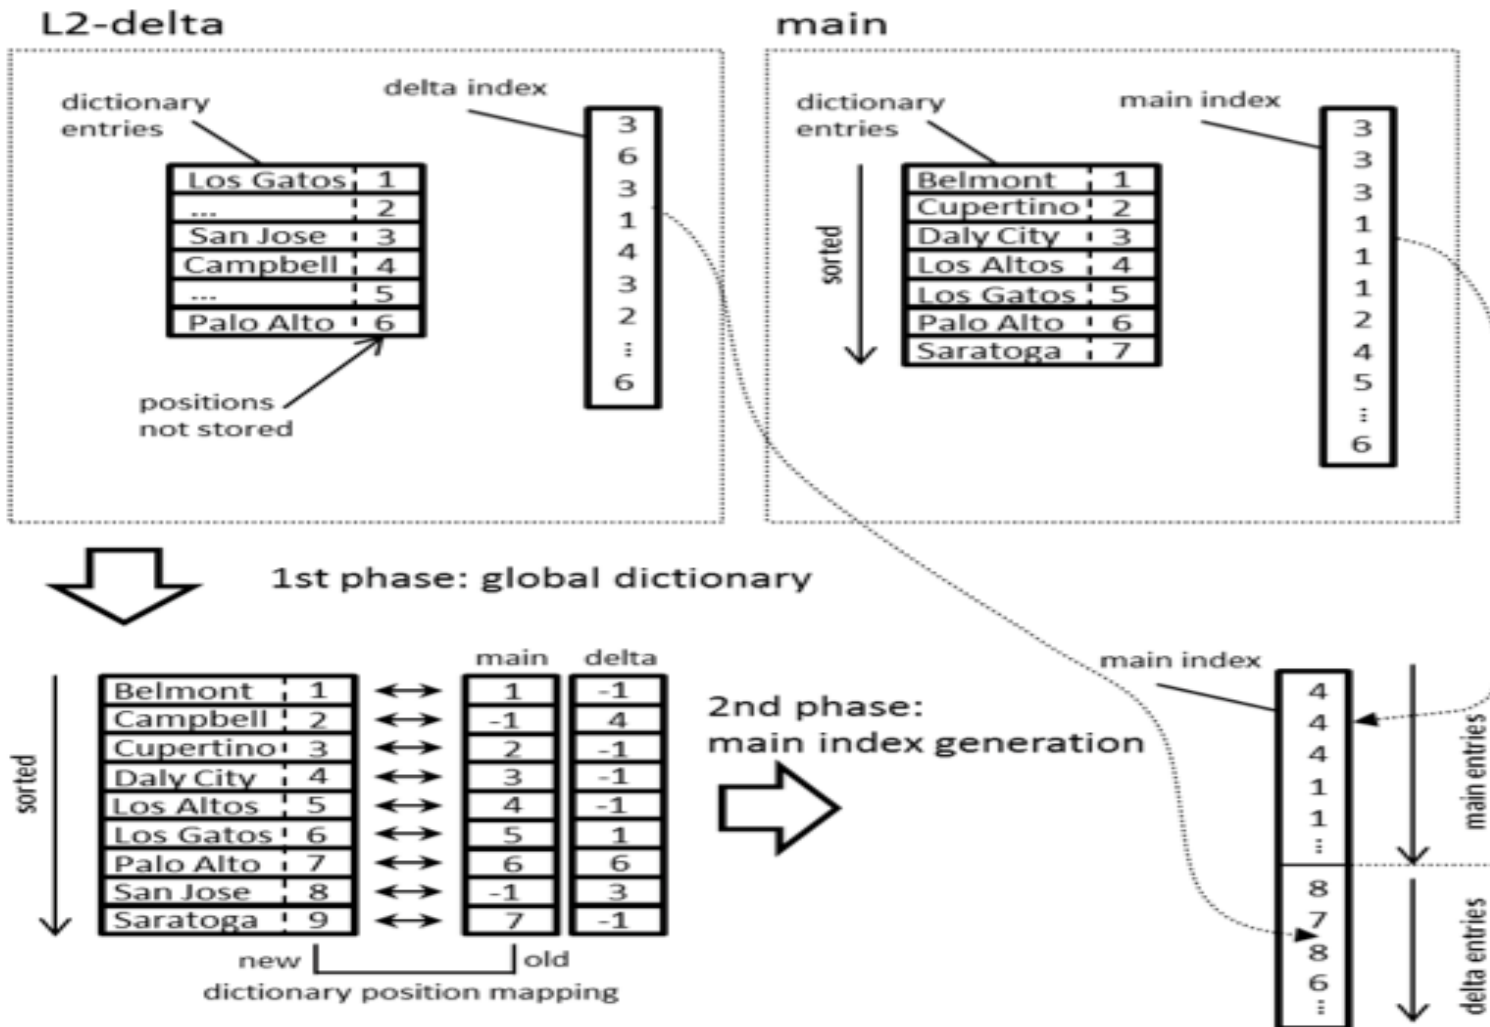 L2-delta
dictionary
entries
Los Gatos 1
... 2
San Jose 3
Campbell 4
... 5
Palo Alto 6
positions
not stored
delta index
3
6
3
1
4
3
2
...
6
main
dictionary
entries
sorted
Belmont 1
Cupertino 2
Daly City 3
Los Altos 4
Los Gatos 5
Palo Alto 6
Saratoga 7
main index
3
3
3
1
1
1
2
4
5
...
6
1st phase: global dictionary
main delta
sorted
Belmont 1 1 -1
Campbell 2 -1 4
Cupertino 3 2 -1
Daly City 4 3 -1
Los Altos 5 4 -1
Los Gatos 6 5 1
Palo Alto 7 6 6
San Jose 8 -1 3
Saratoga 9 7 -1
new old
dictionary position mapping
2nd phase:
main index generation
main index
4
4
4
1
1
...
8
7
8
6
...
main entries
delta entries